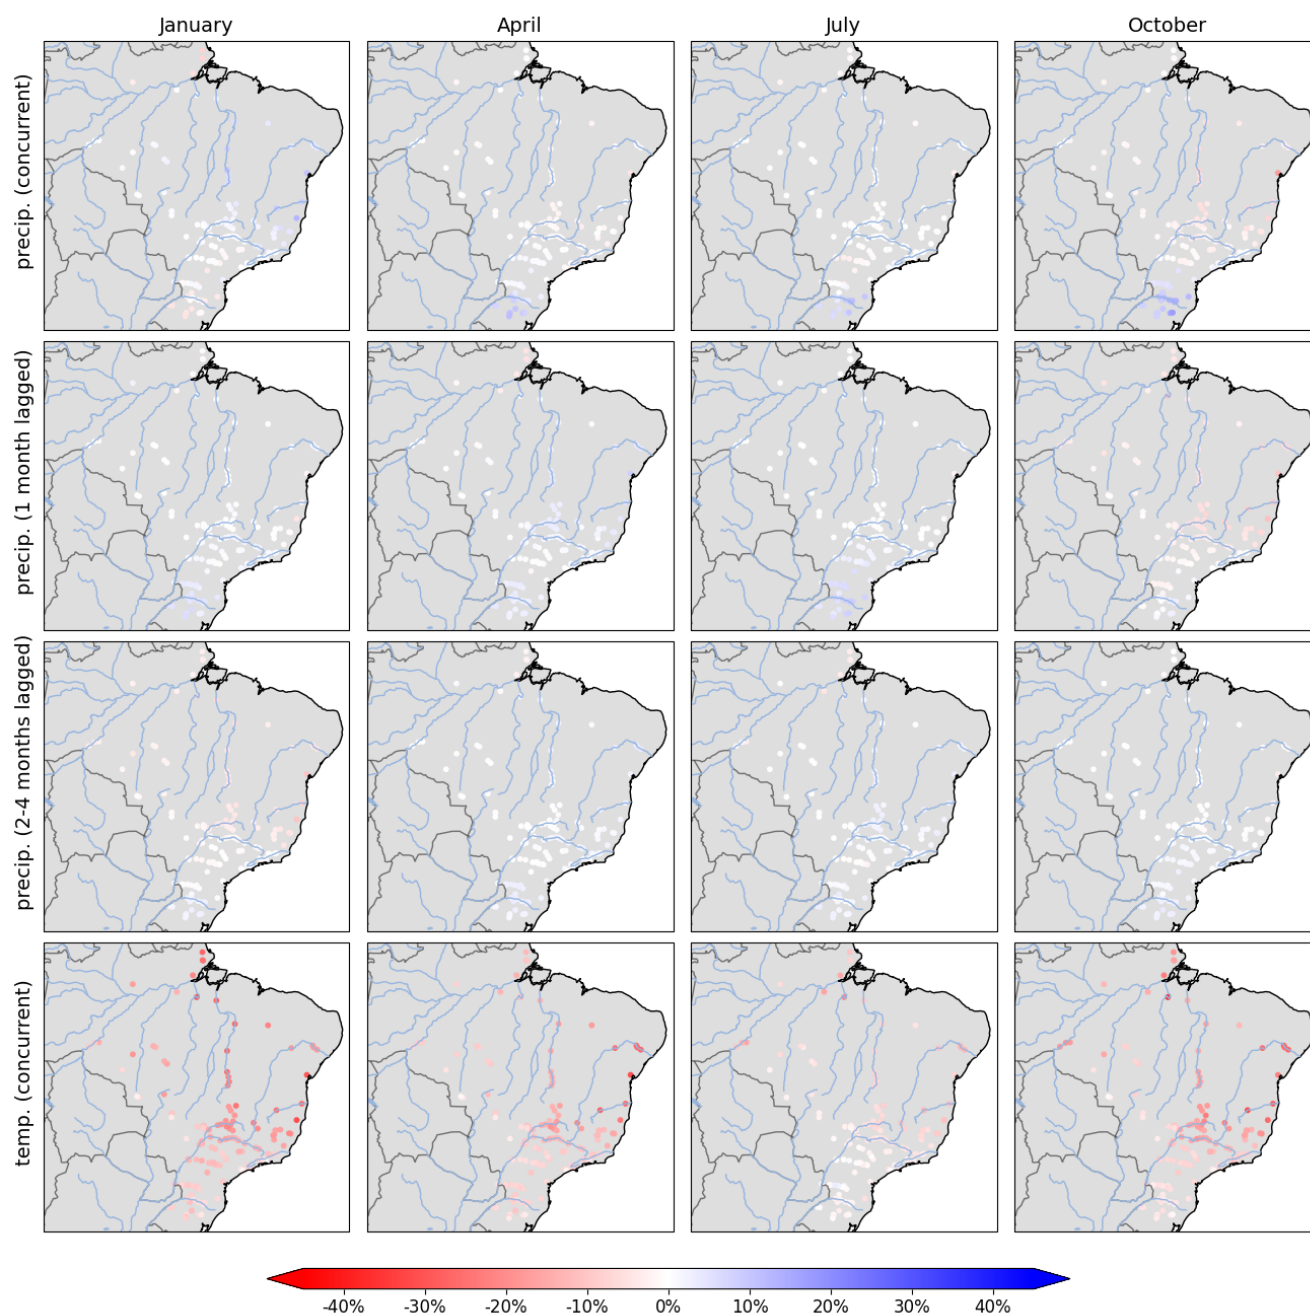 January April July October
precip. (concurrent)
precip. (1 month lagged)
precip. (2-4 months lagged)
temp. (concurrent)
-40% -30% -20% -10% 0% 10% 20% 30% 40%